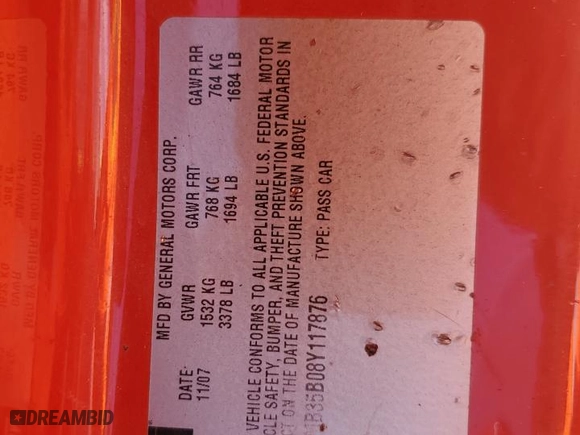 MFD BY GENERAL MOTORS CORP.
DATE: GVWR GAWR FRT GAWR RR
11/07 1532 KG 768 KG 764 KG
3378 LB 1694 LB 1684 LB
VEHICLE CONFORMS TO ALL APPLICABLE U.S. FEDERAL MOTOR
SAFETY, BUMPER, AND THEFT PREVENTION STANDARDS IN
ON THE DATE OF MANUFACTURE SHOWN ABOVE.
B08Y117876 TYPE: PASS CAR
DREAMBID